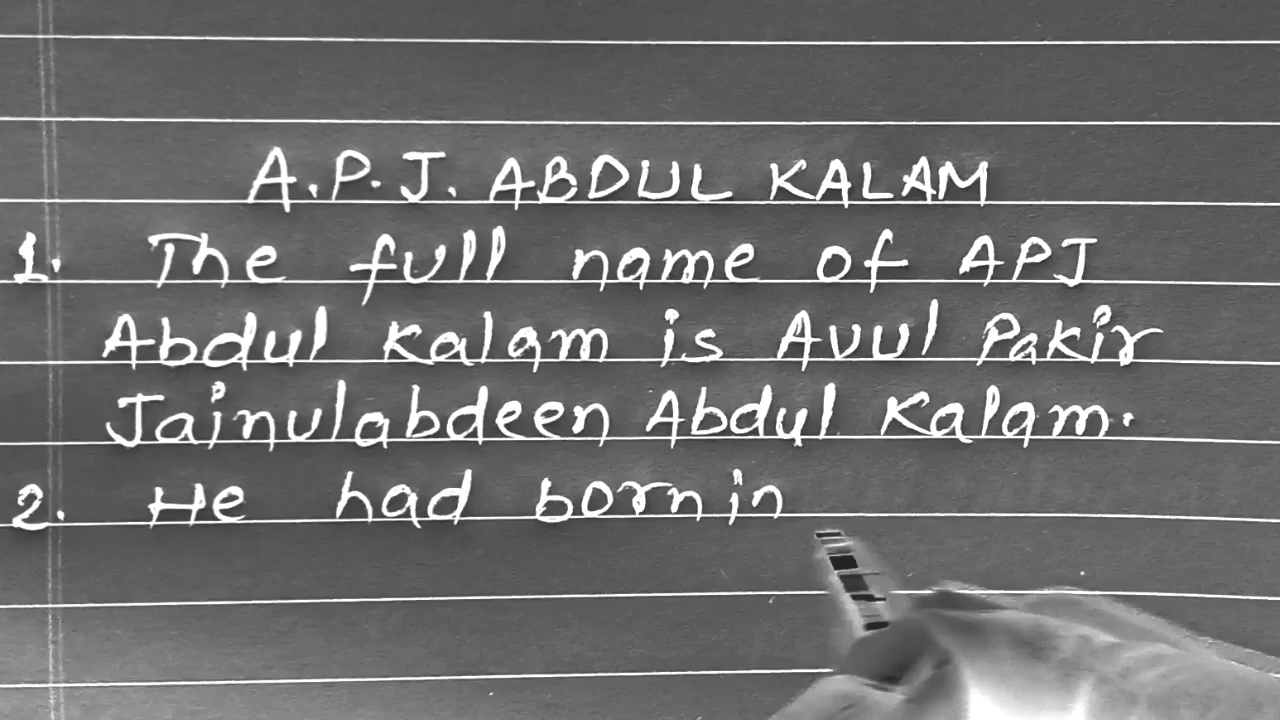 A.P.J. ABDUL KALAM
1. The full name of APJ
Abdul Kalam is Avul Pakir
Jainulabdeen Abdul Kalam.
2. He had born in